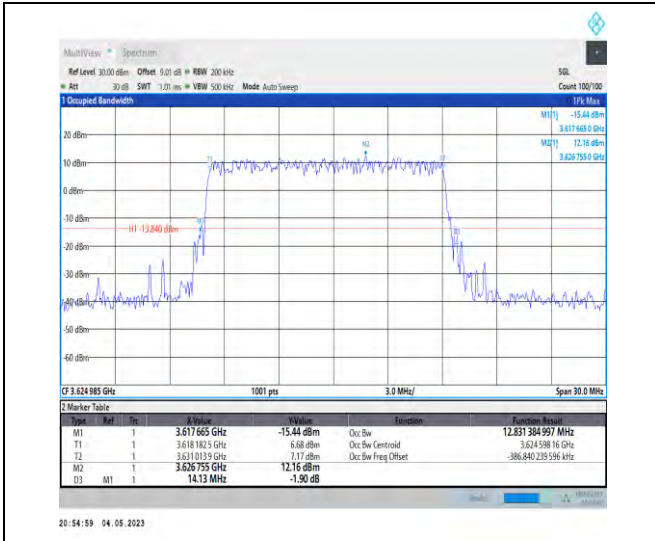 MultiView Spectrum
Ref Level 30.00 dBm Offset 9.01 dB RBW 200 kHz SGL
Att 30 dB SWT 1.01 ms VBW 500 kHz Mode Auto Sweep Count 100/100
1 Occupied Bandwidth 1Pk Max
M1[1] -15.44 dBm
3.617 665 0 GHz
M2[1] 12.16 dBm
3.626 755 0 GHz
20 dBm
M2
10 dBm
0 dBm
-10 dBm
H1 -13.840 dBm
D3
-20 dBm
-30 dBm
-40 dBm
-50 dBm
-60 dBm
CF 3.624 985 GHz 1001 pts 3.0 MHz/ Span 30.0 MHz
2 Marker Table
Type Ref Trc X-Value Y-Value Function Function Result
M1 1 3.617 665 GHz -15.44 dBm Occ Bw 12.831 384 997 MHz
T1 1 3.618 182 5 GHz 6.68 dBm Occ Bw Centroid 3.624 598 16 GHz
T2 1 3.631 013 9 GHz 7.17 dBm Occ Bw Freq Offset -386.840 239 596 kHz
M2 1 3.626 755 GHz 12.16 dBm
D3 M1 1 14.13 MHz -1.90 dB
20:54:59 04.05.2023